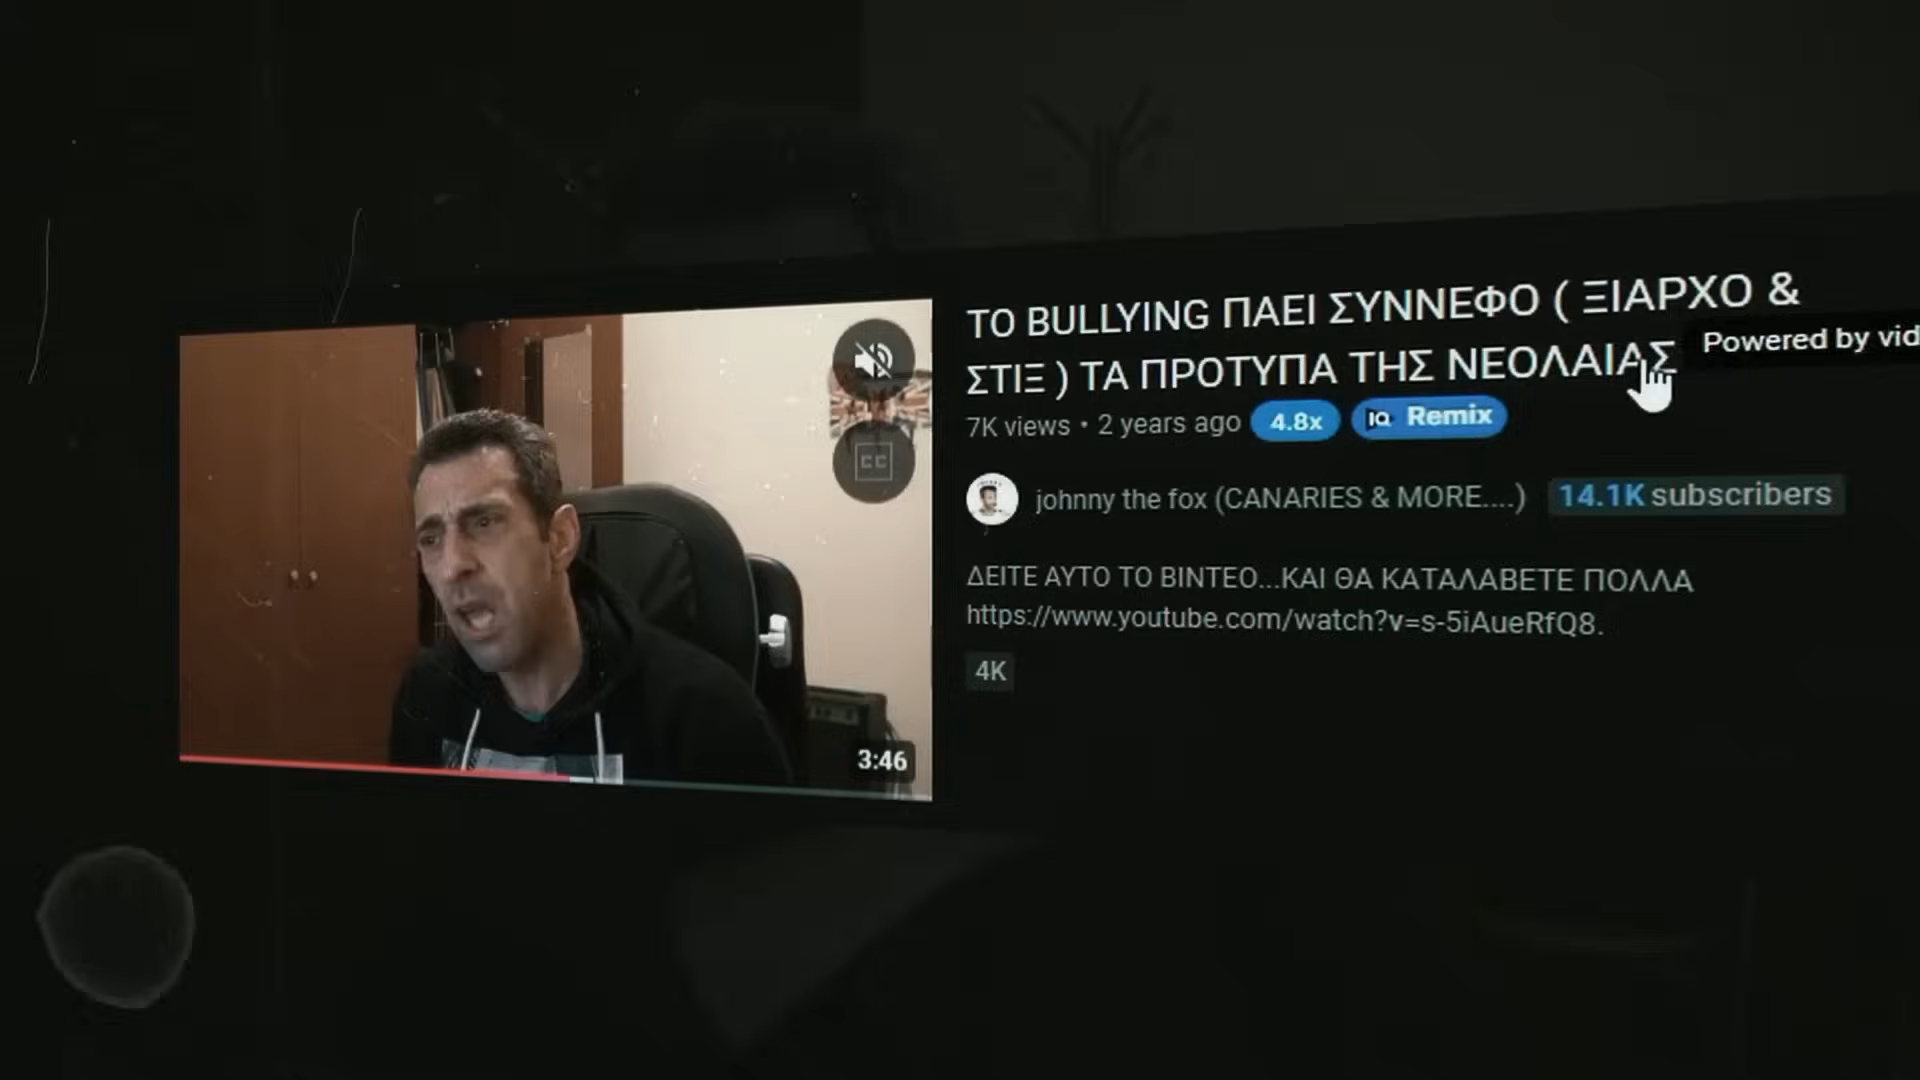 ΤΟ BULLYING ΠΑΕΙ ΣΥΝΝΕΦΟ ( ΞΙΑΡΧΟ &
ΣΤΙΞ ) ΤΑ ΠΡΟΤΥΠΑ ΤΗΣ ΝΕΟΛΑΙΑΣ
Powered by vid
7K views • 2 years ago 4.8x IQ Remix
johnny the fox (CANARIES & MORE....) 14.1K subscribers
ΔΕΙΤΕ ΑΥΤΟ ΤΟ ΒΙΝΤΕΟ...ΚΑΙ ΘΑ ΚΑΤΑΛΑΒΕΤΕ ΠΟΛΛΑ
https://www.youtube.com/watch?v=s-5iAueRfQ8.
4K
CC
3:46